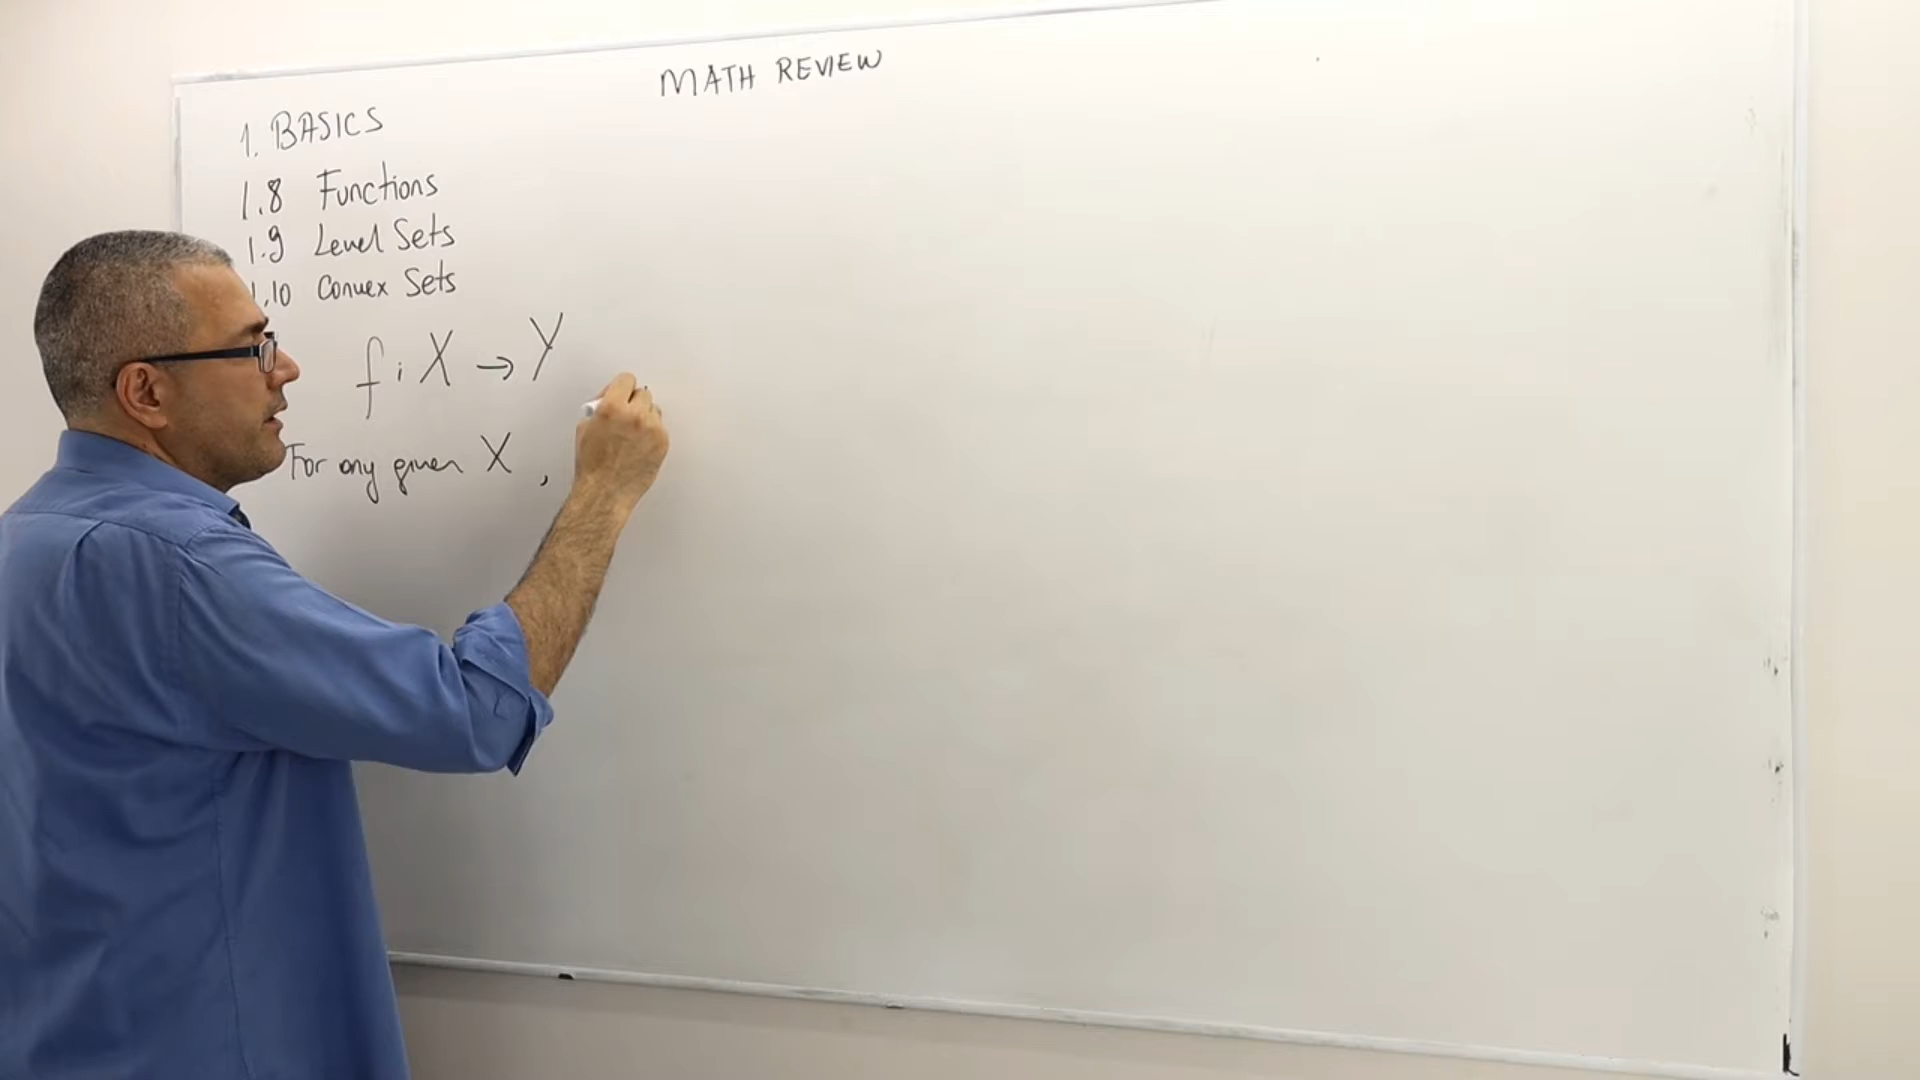 MATH REVIEW
1. BASICS
1.8 Functions
1.9 Level Sets
1.10 Convex Sets
f: X → Y
For any given X,